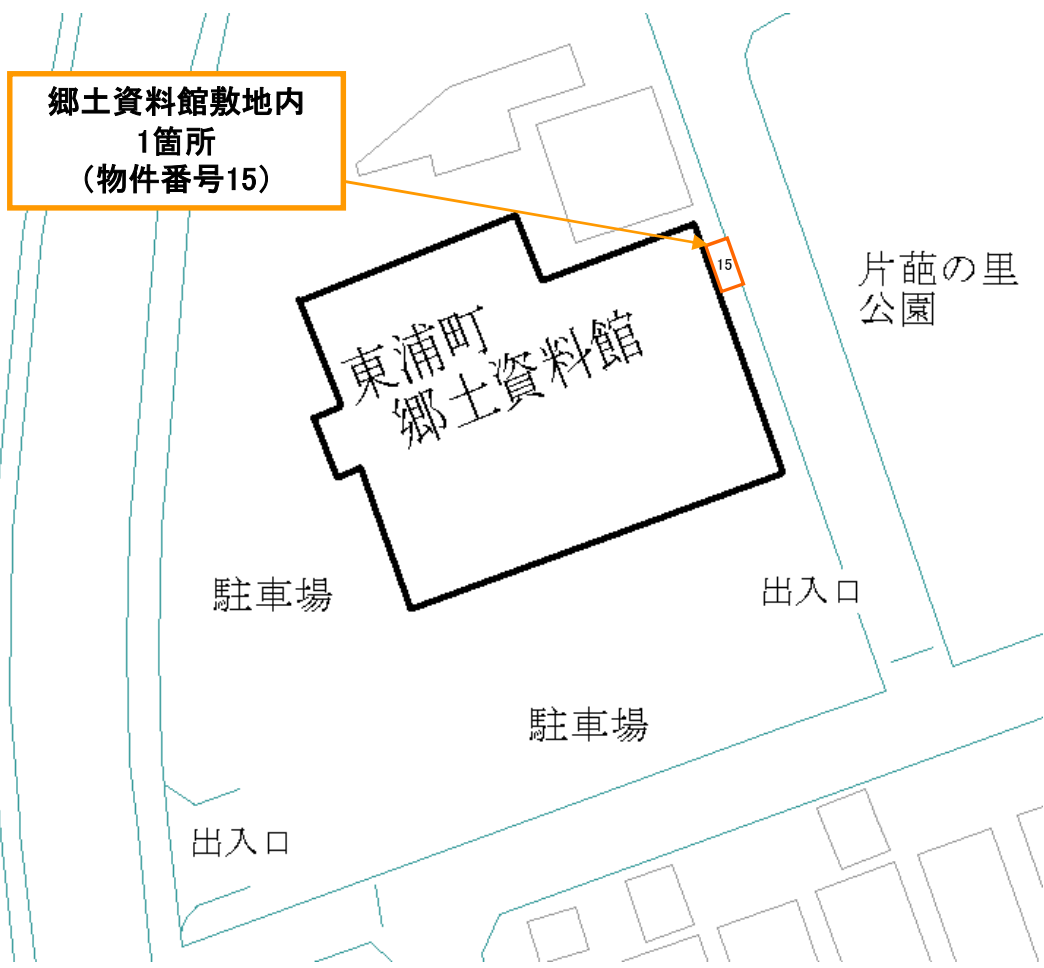 郷土資料館敷地内
1箇所
（物件番号15）
15
片葩の里
公園
東浦町
郷土資料館
駐車場
出入口
駐車場
出入口